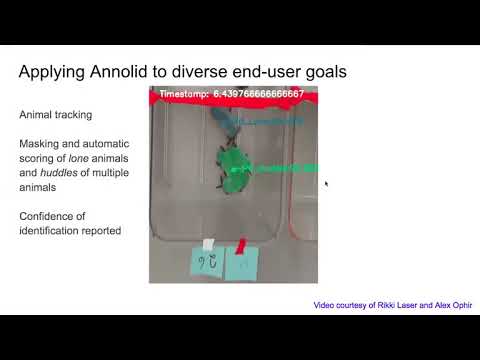 Applying Annolid to diverse end-user goals
Timestamp: 6.439766666666667
Animal tracking
Masking and automatic
scoring of lone animals
and huddles of multiple
animals
Confidence of
identification reported
Video courtesy of Rikki Laser and Alex Ophir